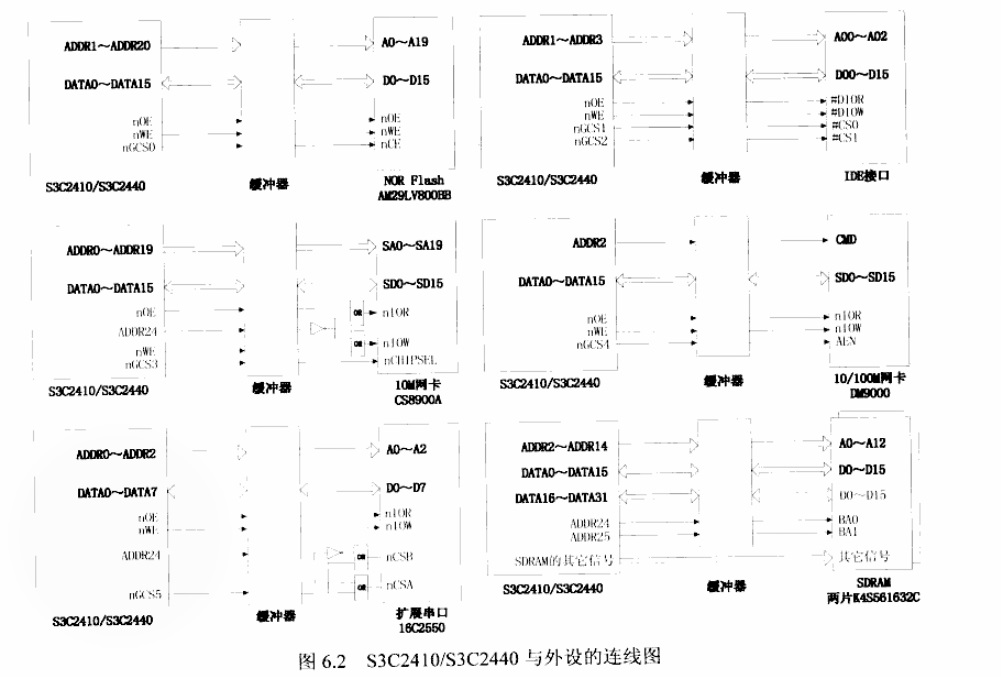 ADDR1～ADDR20
DATA0～DATA15
nOE
nWE
nGCS0
A0～A19
D0～D15
nOE
nWE
nCE
S3C2410/S3C2440
缓冲器
NOR Flash
AM29LV800BB
ADDR1～ADDR3
DATA0～DATA15
nOE
nWE
nGCS1
nGCS2
A00～A02
D00～D15
#DIOR
#DIOW
#CS0
#CS1
S3C2410/S3C2440
缓冲器
IDE接口
ADDR0～ADDR19
DATA0～DATA15
nOE
ADDR24
nWE
nGCS3
SA0～SA19
SD0～SD15
OR
nIOR
OR
nIOW
nCHIPSEL
S3C2410/S3C2440
缓冲器
10M网卡
CS8900A
ADDR2
DATA0～DATA15
nOE
nWE
nGCS4
CMD
SD0～SD15
nIOR
nIOW
AEN
S3C2410/S3C2440
缓冲器
10/100M网卡
DM9000
ADDR0～ADDR2
DATA0～DATA7
nOE
nWE
ADDR24
nGCS5
A0～A2
D0～D7
nIOR
nIOW
OR
nCSB
OR
nCSA
S3C2410/S3C2440
缓冲器
扩展串口
16C2550
ADDR2～ADDR14
DATA0～DATA15
DATA16～DATA31
ADDR24
ADDR25
SDRAM的其它信号
A0～A12
D0～D15
D0～D15
BA0
BA1
其它信号
S3C2410/S3C2440
缓冲器
SDRAM
两片K4S561632C
图 6.2 S3C2410/S3C2440 与外设的连线图